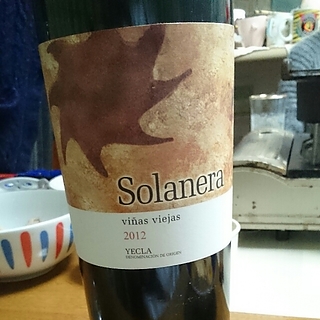 Solanera
viñas viejas
2012
YECLA
DENOMINACIÓN DE ORIGEN